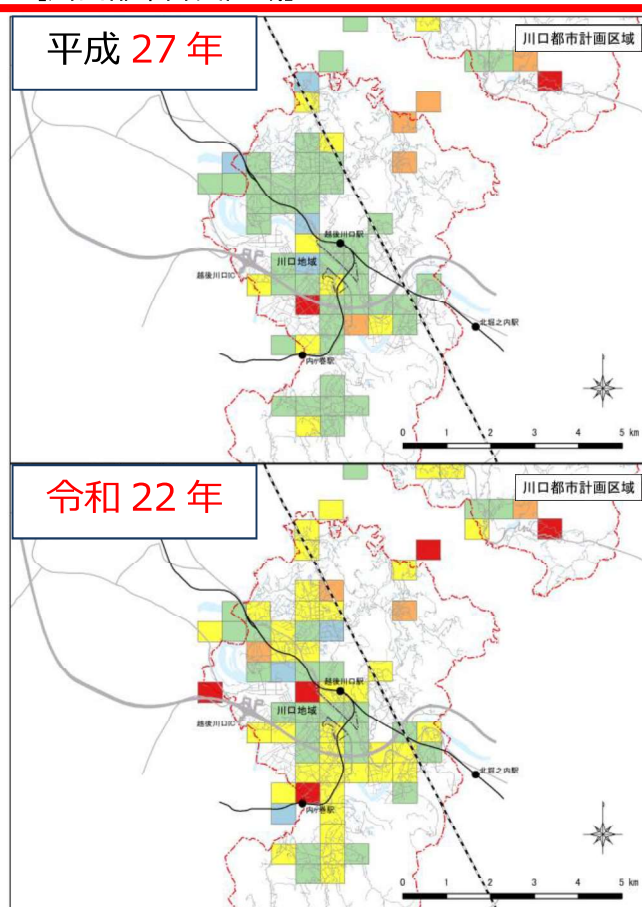 平成 27 年
川口都市計画区域
越後川口駅
川口地域
越後川口IC
北堀之内駅
内ヶ巻駅
0 1 2 3 4 5 km
令和 22 年
川口都市計画区域
越後川口駅
川口地域
越後川口IC
北堀之内駅
内ヶ巻駅
0 1 2 3 4 5 km